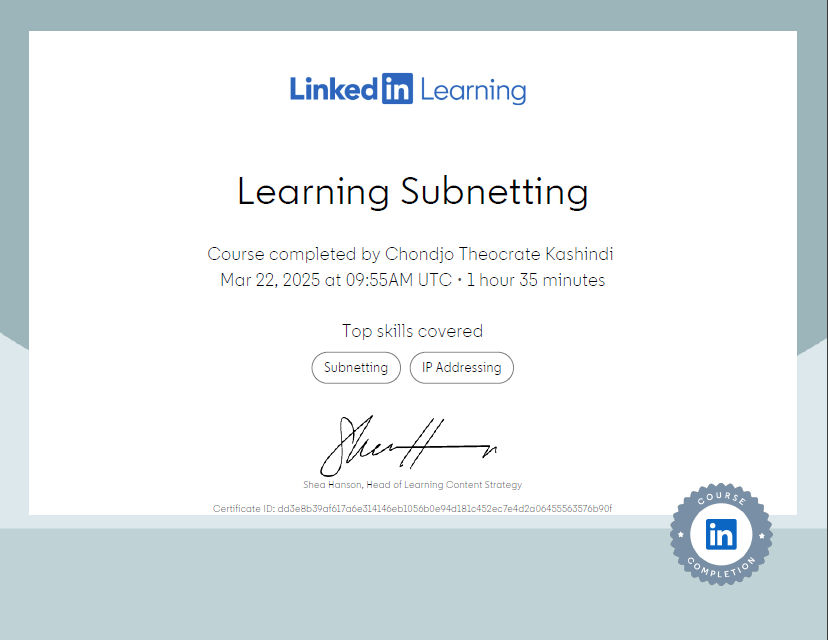 Linked in Learning
Learning Subnetting
Course completed by Chondjo Theocrate Kashindi
Mar 22, 2025 at 09:55AM UTC • 1 hour 35 minutes
Top skills covered
Subnetting IP Addressing
Shea Hanson, Head of Learning Content Strategy
Certificate ID: dd3e8b39af617a6e314146eb1056b0e94d181c452ec7e4d2a06455563576b90f
COURSE
in
COMPLETION